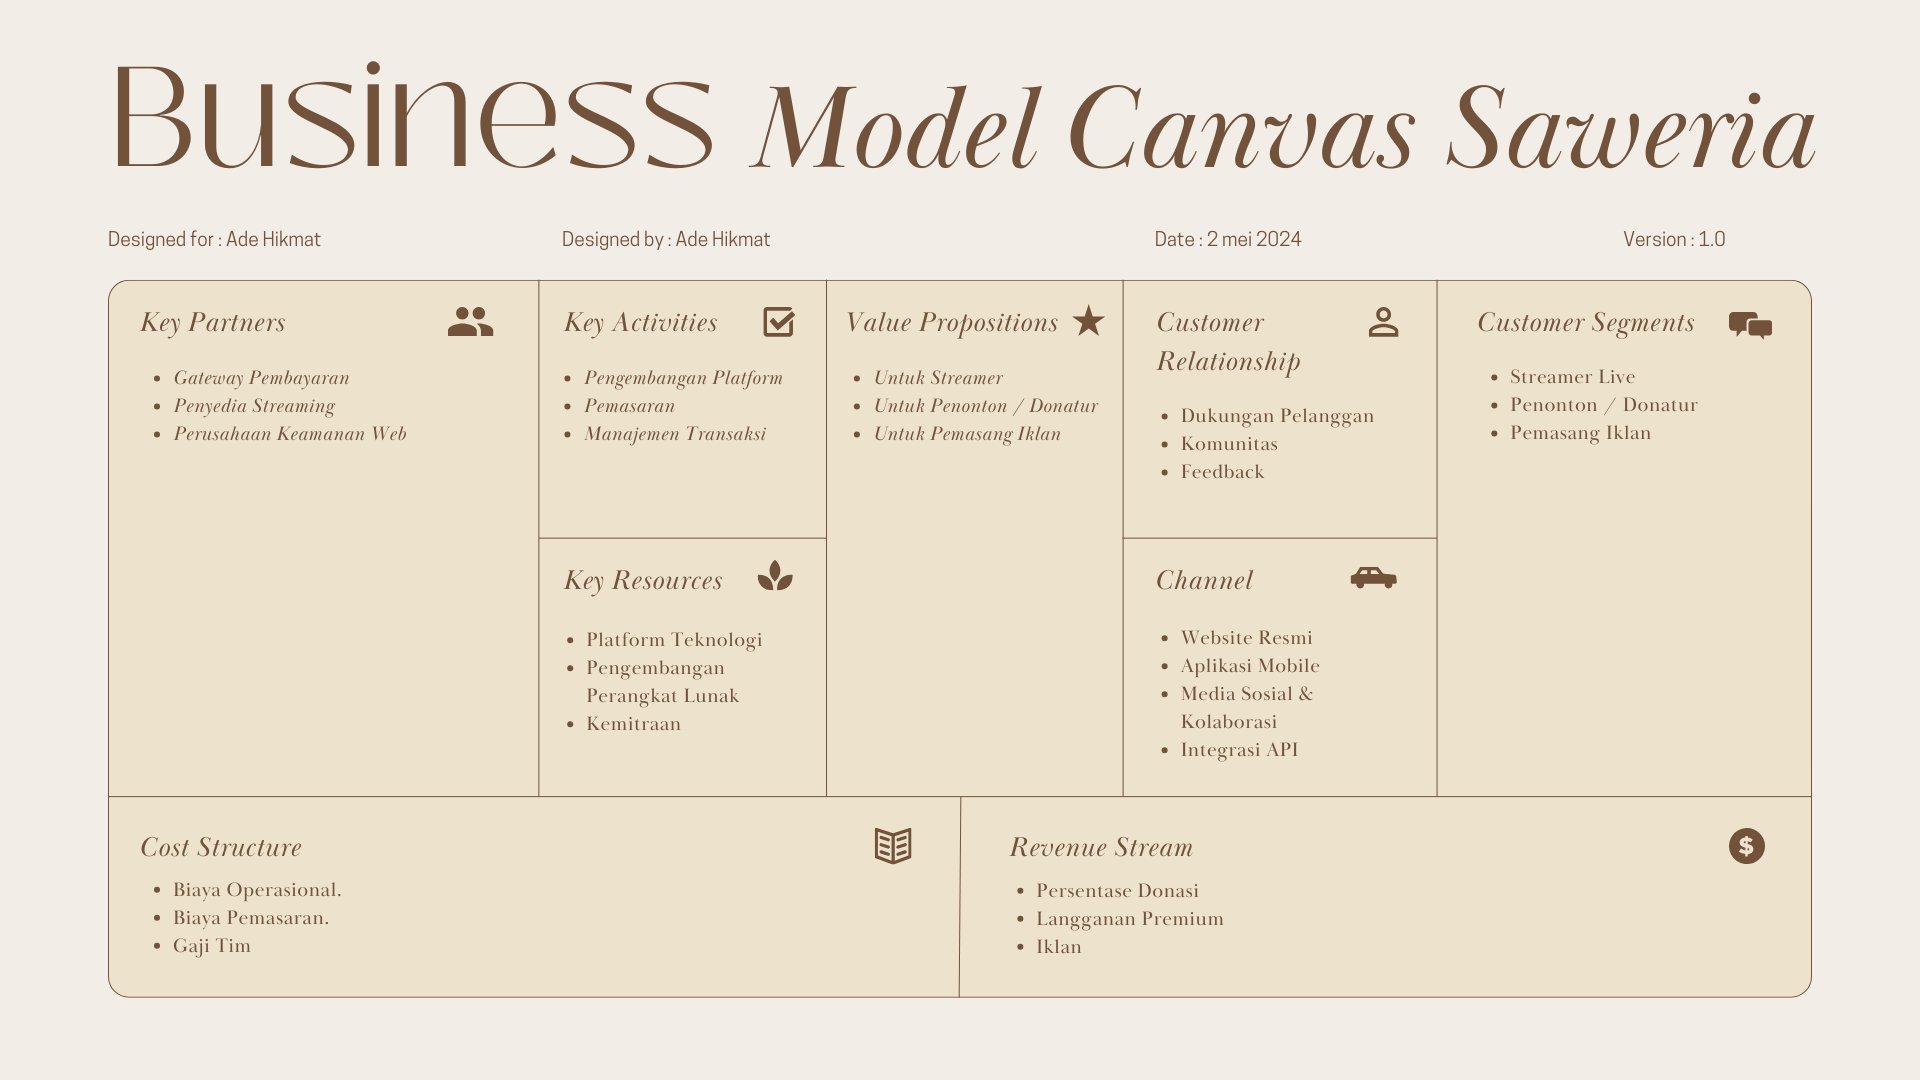 Business Model Canvas Saweria
Designed for : Ade Hikmat
Designed by : Ade Hikmat
Date : 2 mei 2024
Version : 1.0
Key Partners
• Gateway Pembayaran
• Penyedia Streaming
• Perusahaan Keamanan Web
Key Activities
• Pengembangan Platform
• Pemasaran
• Manajemen Transaksi
Key Resources
• Platform Teknologi
• Pengembangan
Perangkat Lunak
• Kemitraan
Value Propositions
• Untuk Streamer
• Untuk Penonton / Donatur
• Untuk Pemasang Iklan
Customer
Relationship
• Dukungan Pelanggan
• Komunitas
• Feedback
Channel
• Website Resmi
• Aplikasi Mobile
• Media Sosial &
Kolaborasi
• Integrasi API
Customer Segments
• Streamer Live
• Penonton / Donatur
• Pemasang Iklan
Cost Structure
• Biaya Operasional.
• Biaya Pemasaran.
• Gaji Tim
Revenue Stream
• Persentase Donasi
• Langganan Premium
• Iklan
$